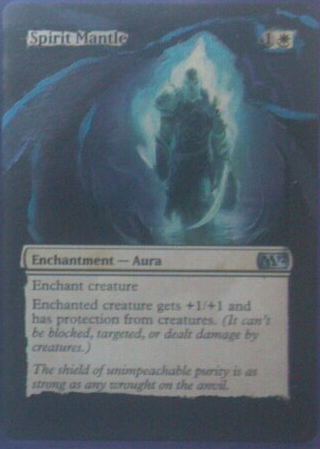 Spirit Mantle
1
Enchantment — Aura
M12
Enchant creature
Enchanted creature gets +1/+1 and
has protection from creatures. (It can't
be blocked, targeted, or dealt damage by
creatures.)
The shield of unimpeachable purity is as
strong as any wrought on the anvil.